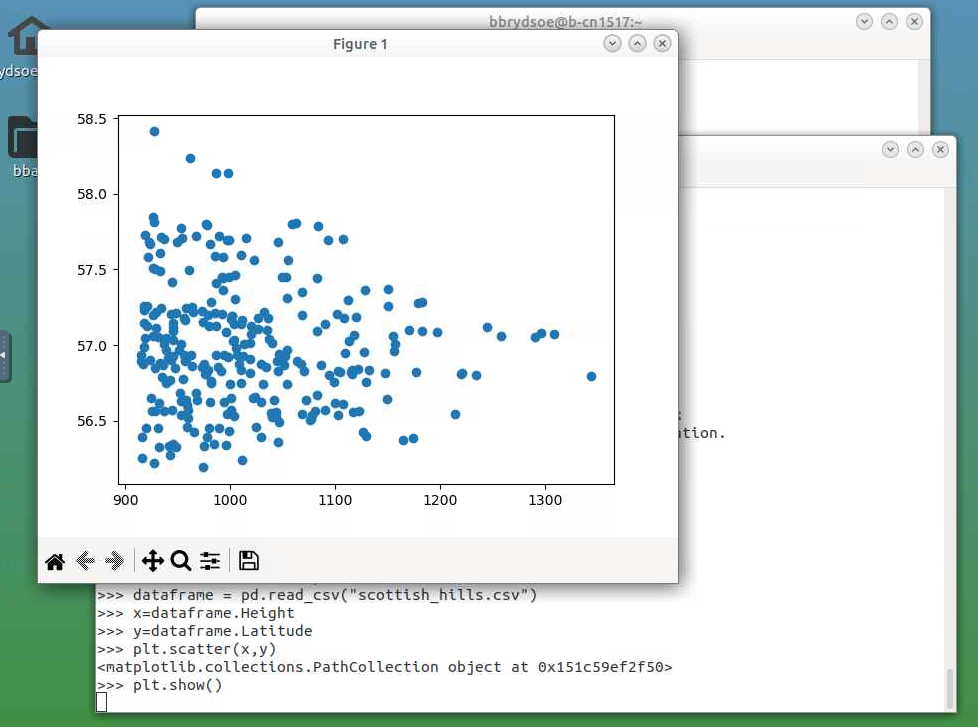 bbrydsoe@b-cn1517:~
Figure 1
ydsoe
bba
58.5
58.0
57.5
57.0
56.5
900 1000 1100 1200 1300
ation.
>>> dataframe = pd.read_csv("scottish_hills.csv")
>>> x=dataframe.Height
>>> y=dataframe.Latitude
>>> plt.scatter(x,y)
<matplotlib.collections.PathCollection object at 0x151c59ef2f50>
>>> plt.show()